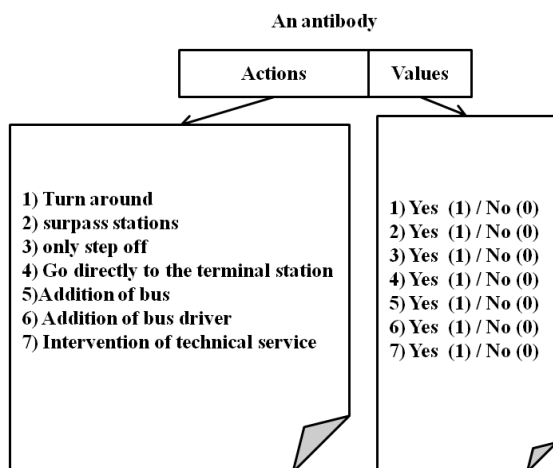 An antibody
Actions
Values
1) Turn around
2) surpass stations
3) only step off
4) Go directly to the terminal station
5)Addition of bus
6) Addition of bus driver
7) Intervention of technical service
1) Yes (1) / No (0)
2) Yes (1) / No (0)
3) Yes (1) / No (0)
4) Yes (1) / No (0)
5) Yes (1) / No (0)
6) Yes (1) / No (0)
7) Yes (1) / No (0)